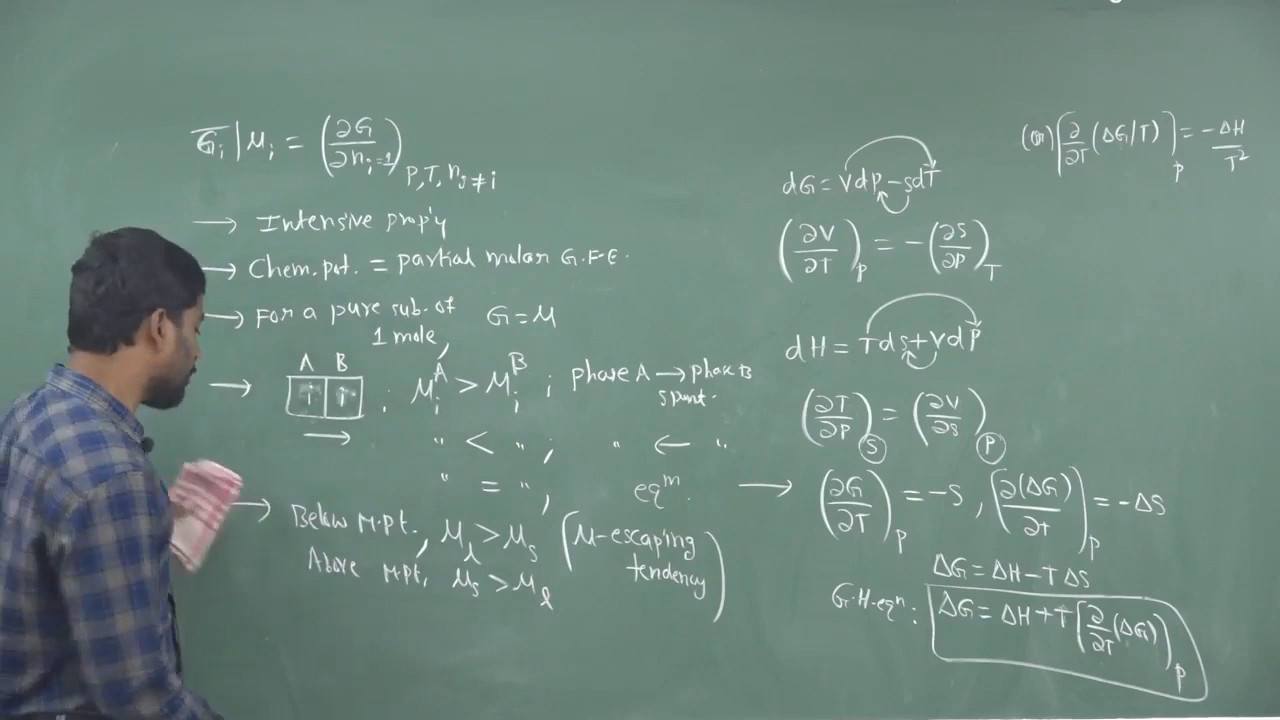 G̅ᵢ | μᵢ = (∂G/∂nᵢ₌₁)P,T,nⱼ≠i
→ Intensive prop'y
→ Chem.pot. = partial molar G.F.E.
→ For a pure sub. of
1 mole, G = μ
A B
→ ; μᵢᴬ > μᵢᴮ ; phase A → phase B
spont.
→ " < " ; " ← "
" = " , eqᵐ.
→ Below M.pt., μₗ > μₛ (μ-escaping
Above M.pt, μₛ > μₗ tendency)
dG = VdP - SdT
(∂V/∂T)P = -(∂S/∂P)T
dH = TdS + VdP
(∂T/∂P)S = (∂V/∂S)P
→ (∂G/∂T)P = -S , [∂(ΔG)/∂T]P = -ΔS
ΔG = ΔH - TΔS
G.H.eqⁿ: ΔG = ΔH + T[∂/∂T(ΔG)]P
(or) [∂/∂T (ΔG/T)]P = -ΔH/T²